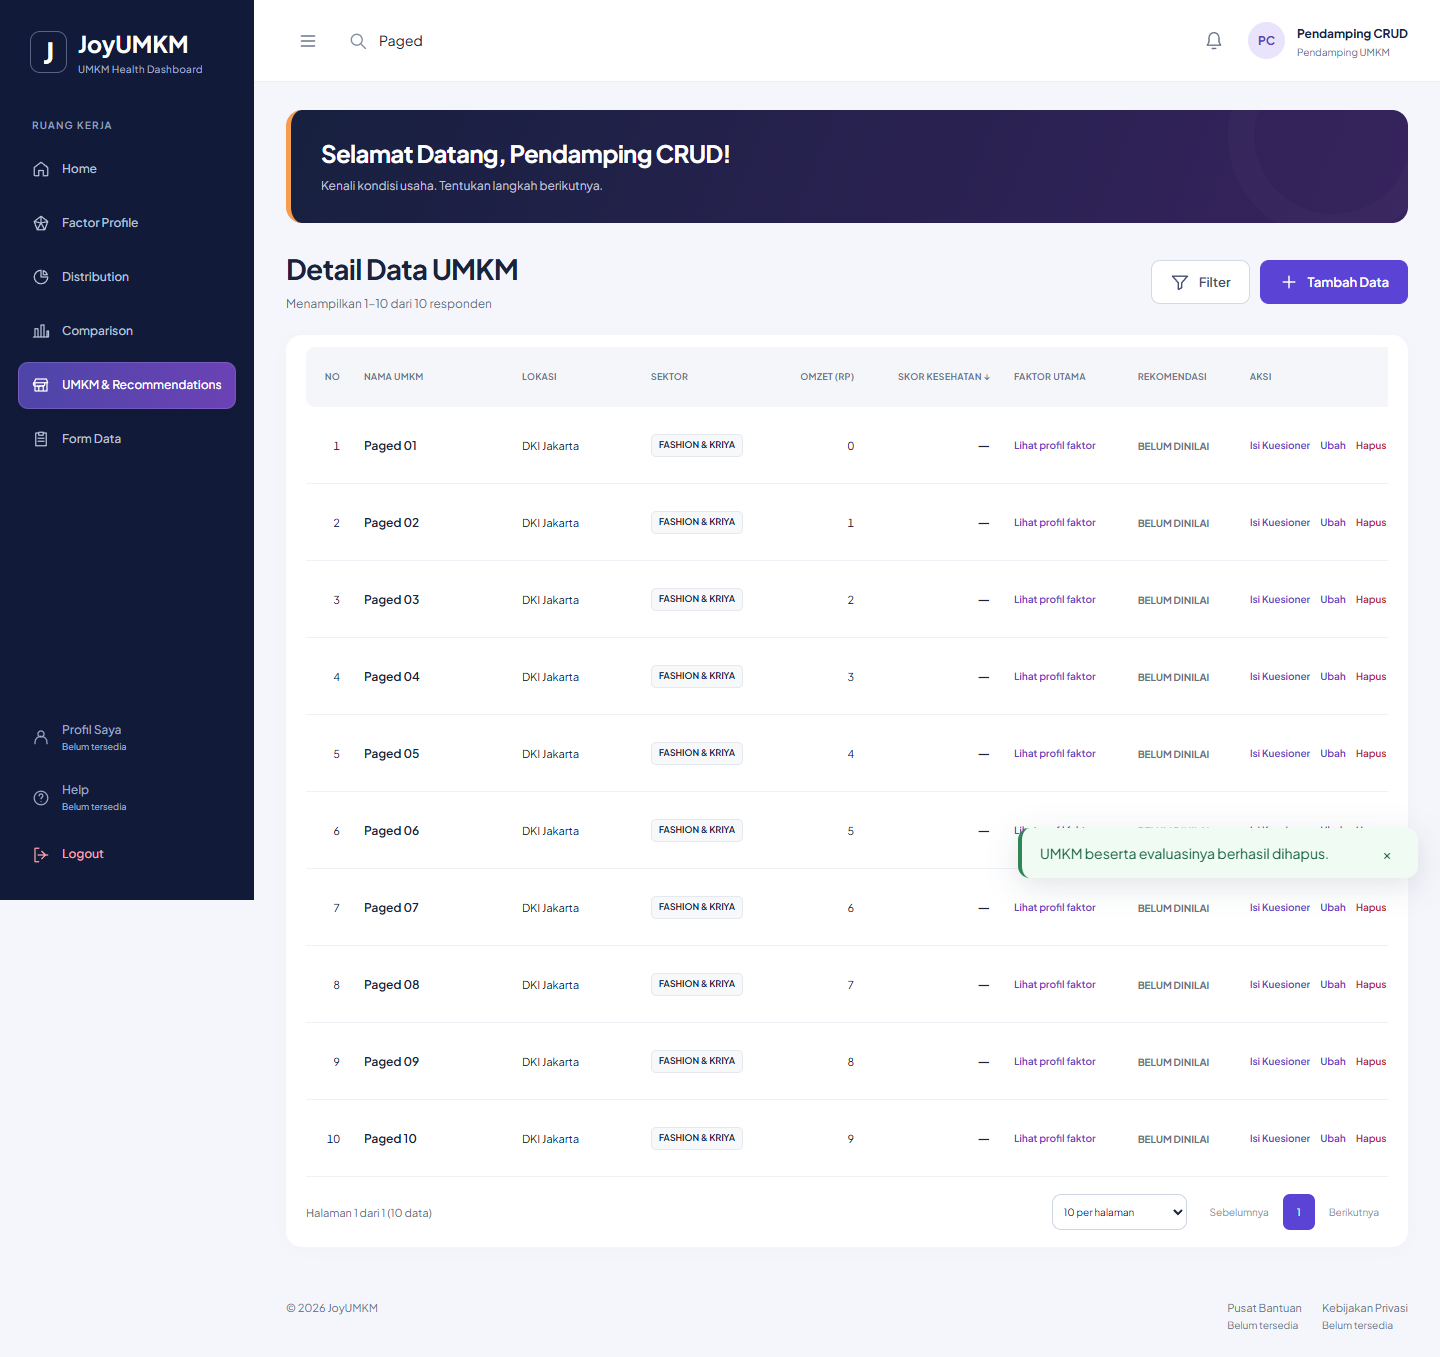 J
JoyUMKM
UMKM Health Dashboard
RUANG KERJA
Home
Factor Profile
Distribution
Comparison
UMKM & Recommendations
Form Data
Profil Saya
Belum tersedia
Help
Belum tersedia
Logout
Paged
PC
Pendamping CRUD
Pendamping UMKM
Selamat Datang, Pendamping CRUD!
Kenali kondisi usaha. Tentukan langkah berikutnya.
Detail Data UMKM
Menampilkan 1–10 dari 10 responden
Filter
Tambah Data
NO NAMA UMKM LOKASI SEKTOR OMZET (RP) SKOR KESEHATAN ↓ FAKTOR UTAMA REKOMENDASI AKSI
1 Paged 01 DKI Jakarta FASHION & KRIYA 0 — Lihat profil faktor BELUM DINILAI Isi Kuesioner Ubah Hapus
2 Paged 02 DKI Jakarta FASHION & KRIYA 1 — Lihat profil faktor BELUM DINILAI Isi Kuesioner Ubah Hapus
3 Paged 03 DKI Jakarta FASHION & KRIYA 2 — Lihat profil faktor BELUM DINILAI Isi Kuesioner Ubah Hapus
4 Paged 04 DKI Jakarta FASHION & KRIYA 3 — Lihat profil faktor BELUM DINILAI Isi Kuesioner Ubah Hapus
5 Paged 05 DKI Jakarta FASHION & KRIYA 4 — Lihat profil faktor BELUM DINILAI Isi Kuesioner Ubah Hapus
6 Paged 06 DKI Jakarta FASHION & KRIYA 5 —
UMKM beserta evaluasinya berhasil dihapus. ×
7 Paged 07 DKI Jakarta FASHION & KRIYA 6 — Lihat profil faktor BELUM DINILAI Isi Kuesioner Ubah Hapus
8 Paged 08 DKI Jakarta FASHION & KRIYA 7 — Lihat profil faktor BELUM DINILAI Isi Kuesioner Ubah Hapus
9 Paged 09 DKI Jakarta FASHION & KRIYA 8 — Lihat profil faktor BELUM DINILAI Isi Kuesioner Ubah Hapus
10 Paged 10 DKI Jakarta FASHION & KRIYA 9 — Lihat profil faktor BELUM DINILAI Isi Kuesioner Ubah Hapus
Halaman 1 dari 1 (10 data)
10 per halaman
Sebelumnya 1 Berikutnya
© 2026 JoyUMKM
Pusat Bantuan
Belum tersedia
Kebijakan Privasi
Belum tersedia